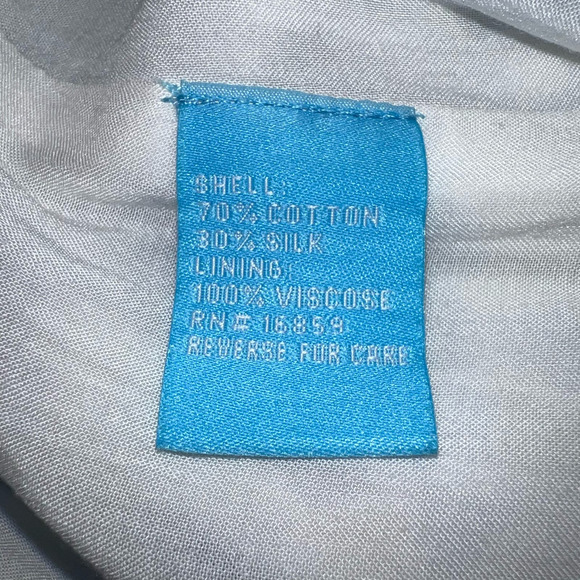 SHELL:
70% COTTON
30% SILK
LINING:
100% VISCOSE
RN# 16859
REVERSE FOR CARE